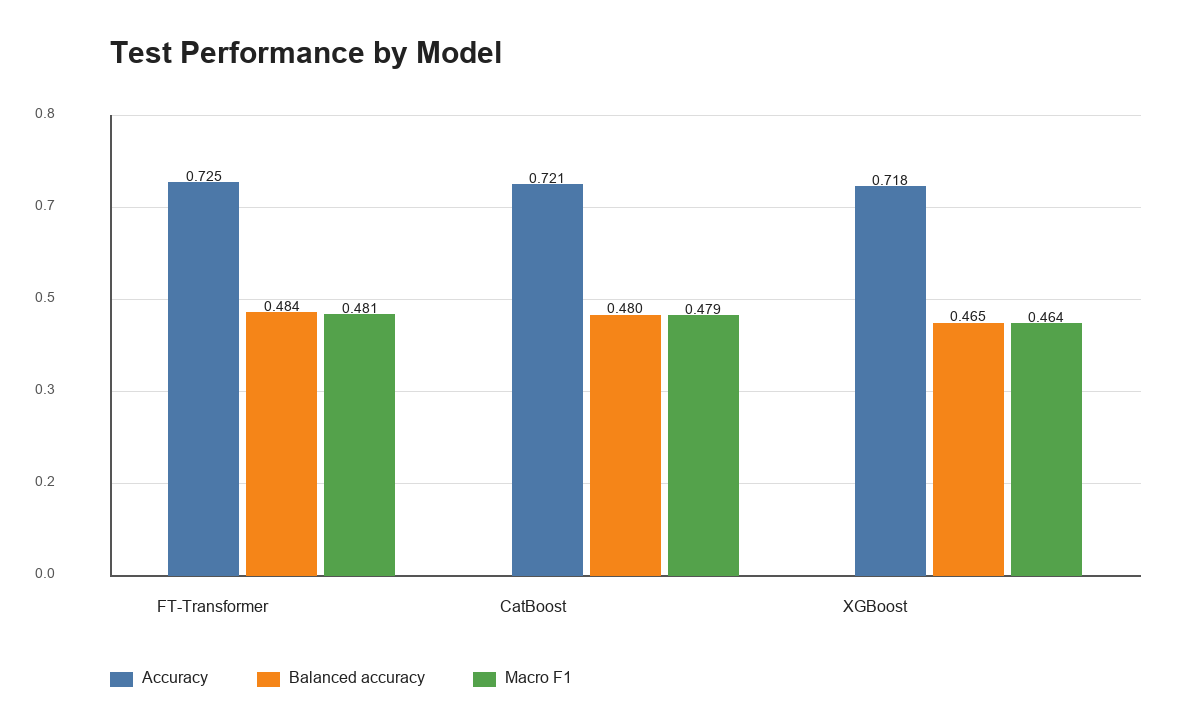 Test Performance by Model
0.8
0.7
0.5
0.3
0.2
0.0
0.725
0.484
0.481
0.721
0.480
0.479
0.718
0.465
0.464
FT-Transformer
CatBoost
XGBoost
Accuracy
Balanced accuracy
Macro F1